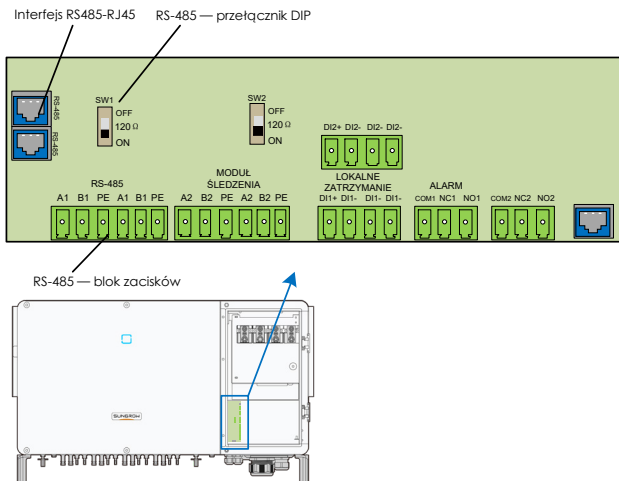 Interfejs RS485-RJ45
RS-485 — przełącznik DIP
RS-485
RS-485
SW1
OFF
120 Ω
ON
SW2
OFF
120 Ω
ON
DI2+ DI2- DI2- DI2-
RS-485
A1 B1 PE A1 B1 PE
MODUŁ
ŚLEDZENIA
A2 B2 PE A2 B2 PE
LOKALNE
ZATRZYMANIE
DI1+ DI1- DI1- DI1-
ALARM
COM1 NC1 NO1
COM2 NC2 NO2
RS-485 — blok zacisków
SUNGROW